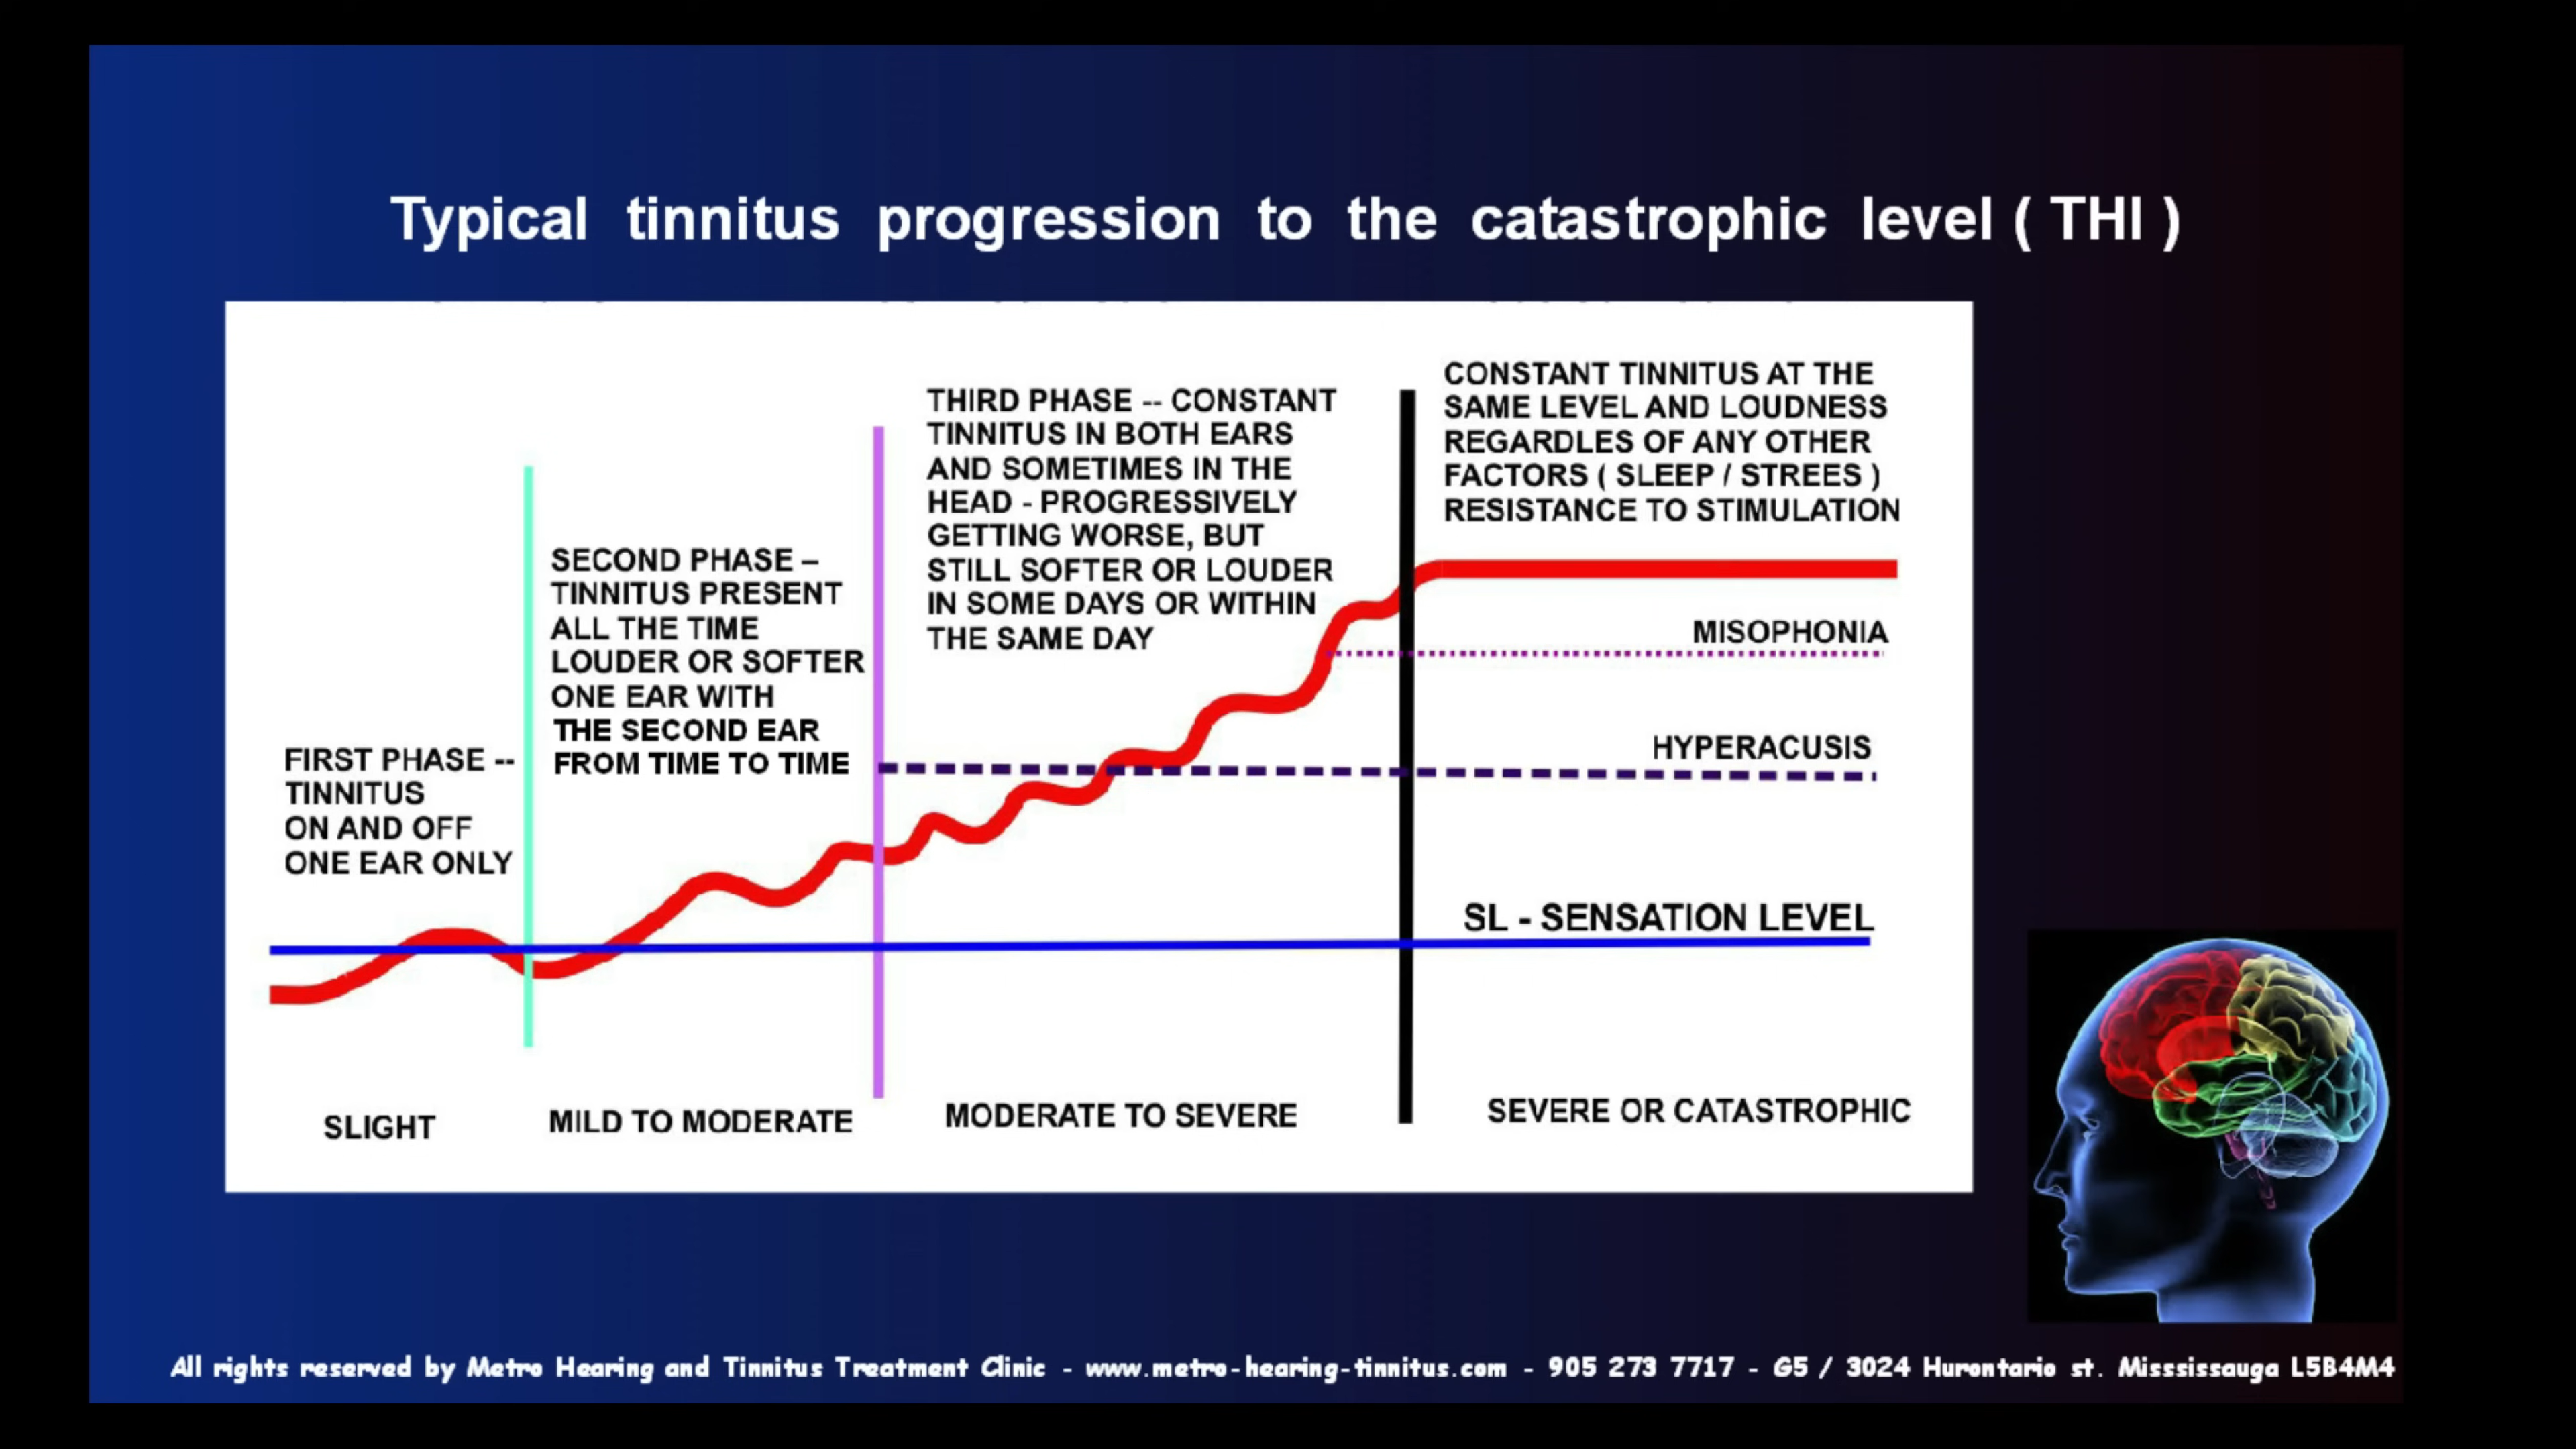 Typical tinnitus progression to the catastrophic level ( THI )
FIRST PHASE --
TINNITUS
ON AND OFF
ONE EAR ONLY
SECOND PHASE –
TINNITUS PRESENT
ALL THE TIME
LOUDER OR SOFTER
ONE EAR WITH
THE SECOND EAR
FROM TIME TO TIME
THIRD PHASE -- CONSTANT
TINNITUS IN BOTH EARS
AND SOMETIMES IN THE
HEAD - PROGRESSIVELY
GETTING WORSE, BUT
STILL SOFTER OR LOUDER
IN SOME DAYS OR WITHIN
THE SAME DAY
CONSTANT TINNITUS AT THE
SAME LEVEL AND LOUDNESS
REGARDLES OF ANY OTHER
FACTORS ( SLEEP / STREES )
RESISTANCE TO STIMULATION
MISOPHONIA
HYPERACUSIS
SL - SENSATION LEVEL
SLIGHT
MILD TO MODERATE
MODERATE TO SEVERE
SEVERE OR CATASTROPHIC
All rights reserved by Metro Hearing and Tinnitus Treatment Clinic - www.metro-hearing-tinnitus.com - 905 273 7717 - G5 / 3024 Hurontario st. Misssissauga L5B4M4